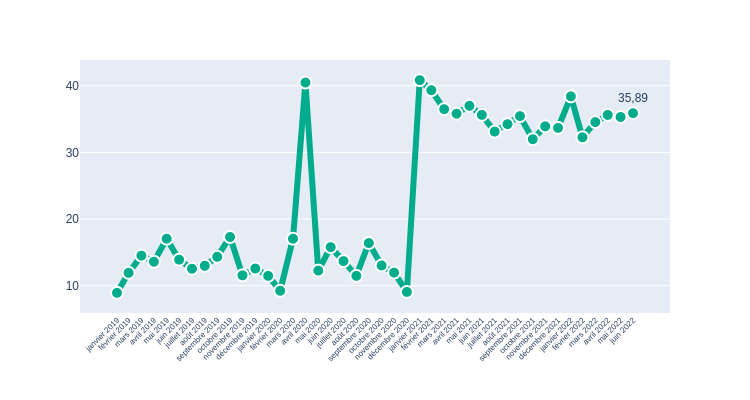 40
30
20
10
35,89
janvier 2019
février 2019
mars 2019
avril 2019
mai 2019
juin 2019
juillet 2019
août 2019
septembre 2019
octobre 2019
novembre 2019
décembre 2019
janvier 2020
février 2020
mars 2020
avril 2020
mai 2020
juin 2020
juillet 2020
août 2020
septembre 2020
octobre 2020
novembre 2020
décembre 2020
janvier 2021
février 2021
mars 2021
avril 2021
mai 2021
juin 2021
juillet 2021
août 2021
septembre 2021
octobre 2021
novembre 2021
décembre 2021
janvier 2022
février 2022
mars 2022
avril 2022
mai 2022
juin 2022